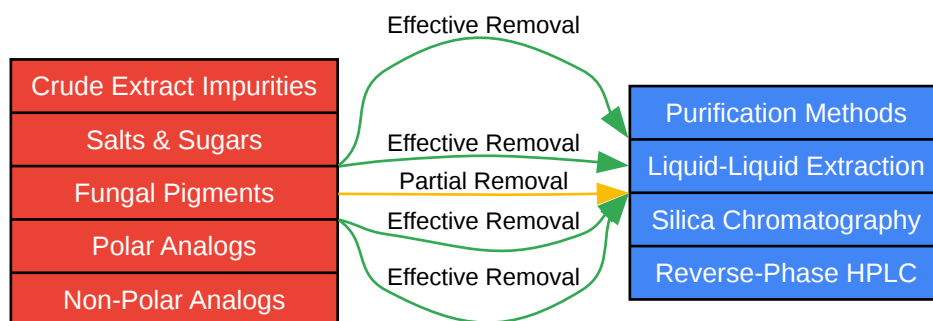 Effective Removal
Crude Extract Impurities
Salts & Sugars
Fungal Pigments
Polar Analogs
Non-Polar Analogs
Effective Removal
Partial Removal
Effective Removal
Effective Removal
Purification Methods
Liquid-Liquid Extraction
Silica Chromatography
Reverse-Phase HPLC